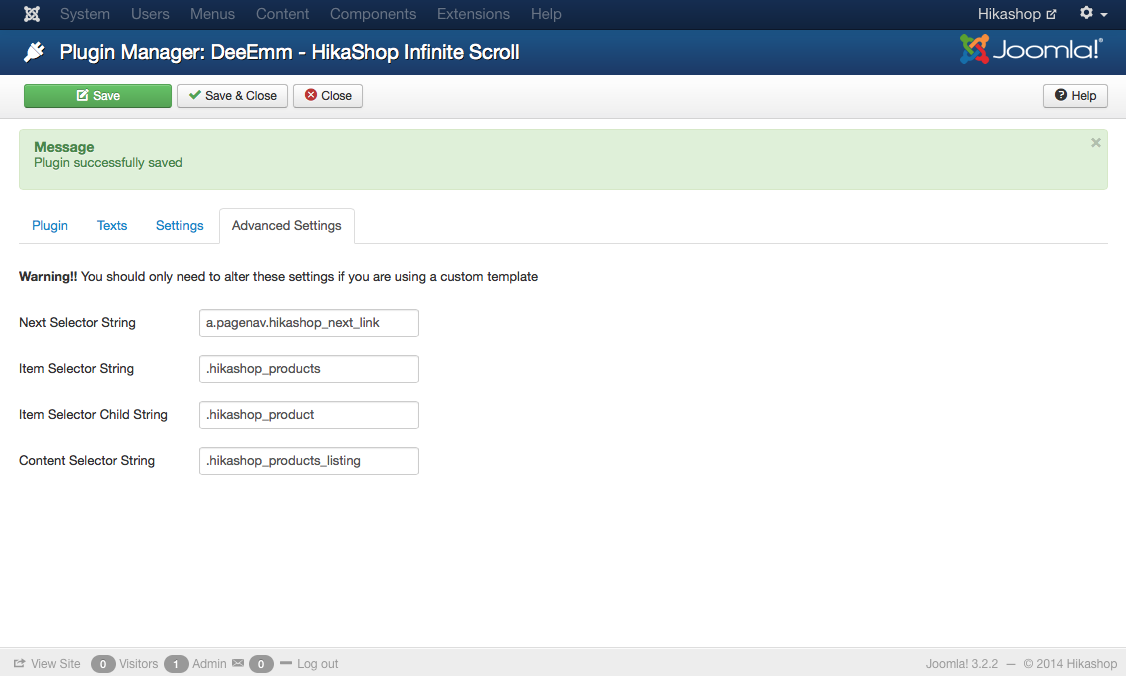 System Users Menus Content Components Extensions Help Hikashop
Plugin Manager: DeeEmm - HikaShop Infinite Scroll Joomla!®
Save Save & Close Close Help
Message
Plugin successfully saved
Plugin Texts Settings Advanced Settings
Warning!! You should only need to alter these settings if you are using a custom template
Next Selector String a.pagenav.hikashop_next_link
Item Selector String .hikashop_products
Item Selector Child String .hikashop_product
Content Selector String .hikashop_products_listing
View Site 0 Visitors 1 Admin 0 Log out Joomla! 3.2.2 — © 2014 Hikashop